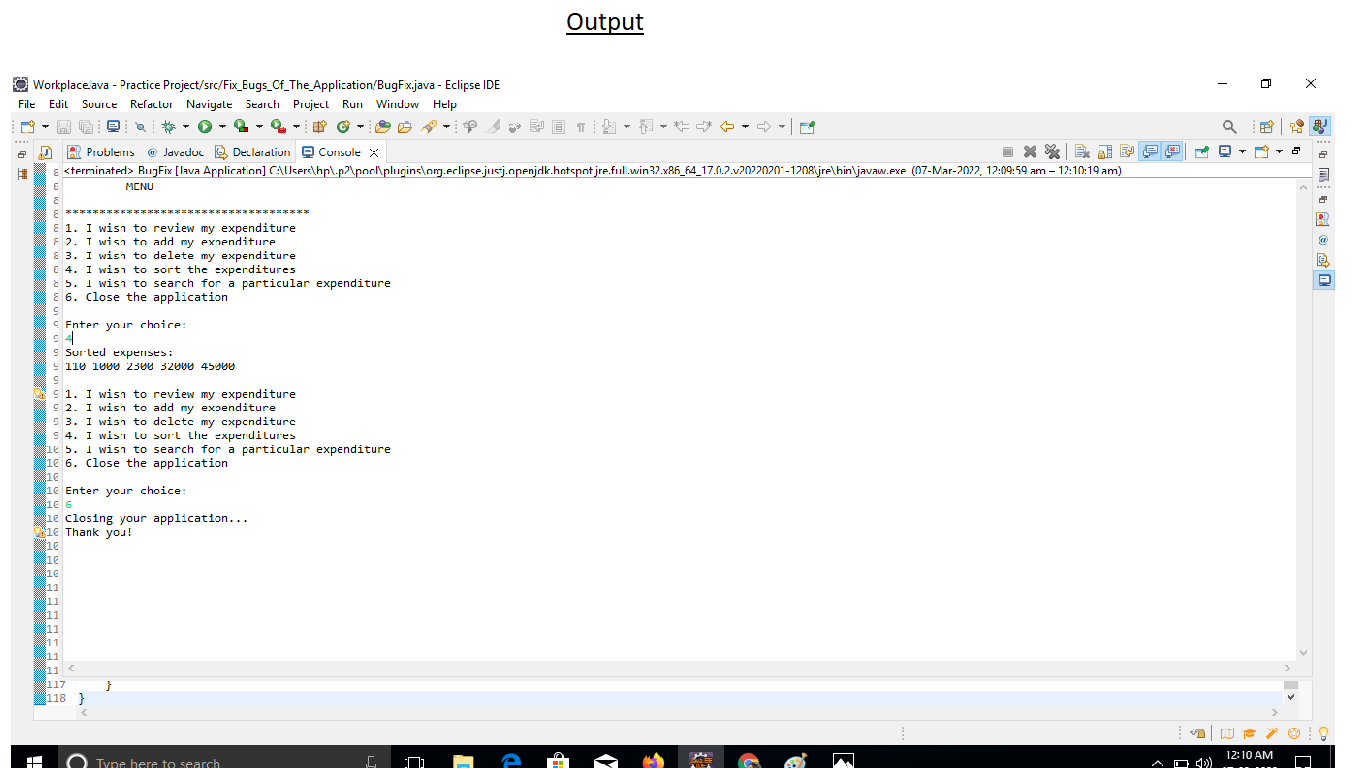 Output
Workplace.java - Practice Project/src/Fix_Bugs_Of_The_Application/BugFix.java - Eclipse IDE
File Edit Source Refactor Navigate Search Project Run Window Help
Problems @ Javadoc Declaration Console
<terminated> BugFix [Java Application] C:\Users\hp\.p2\pool\plugins\org.eclipse.justj.openjdk.hotspot.jre.full.win32.x86_64_17.0.2.v20220201-1208\jre\bin\javaw.exe (07-Mar-2022, 12:09:59 am – 12:10:19 am)
MENU
************************************
1. I wish to review my expenditure
2. I wish to add my expenditure
3. I wish to delete my expenditure
4. I wish to sort the expenditures
5. I wish to search for a particular expenditure
6. Close the application
Enter your choice:
4
Sorted expenses:
110 1000 2300 32000 45000
1. I wish to review my expenditure
2. I wish to add my expenditure
3. I wish to delete my expenditure
4. I wish to sort the expenditures
5. I wish to search for a particular expenditure
6. Close the application
Enter your choice:
6
Closing your application...
Thank you!
117 }
118 }
Type here to search
12:10 AM